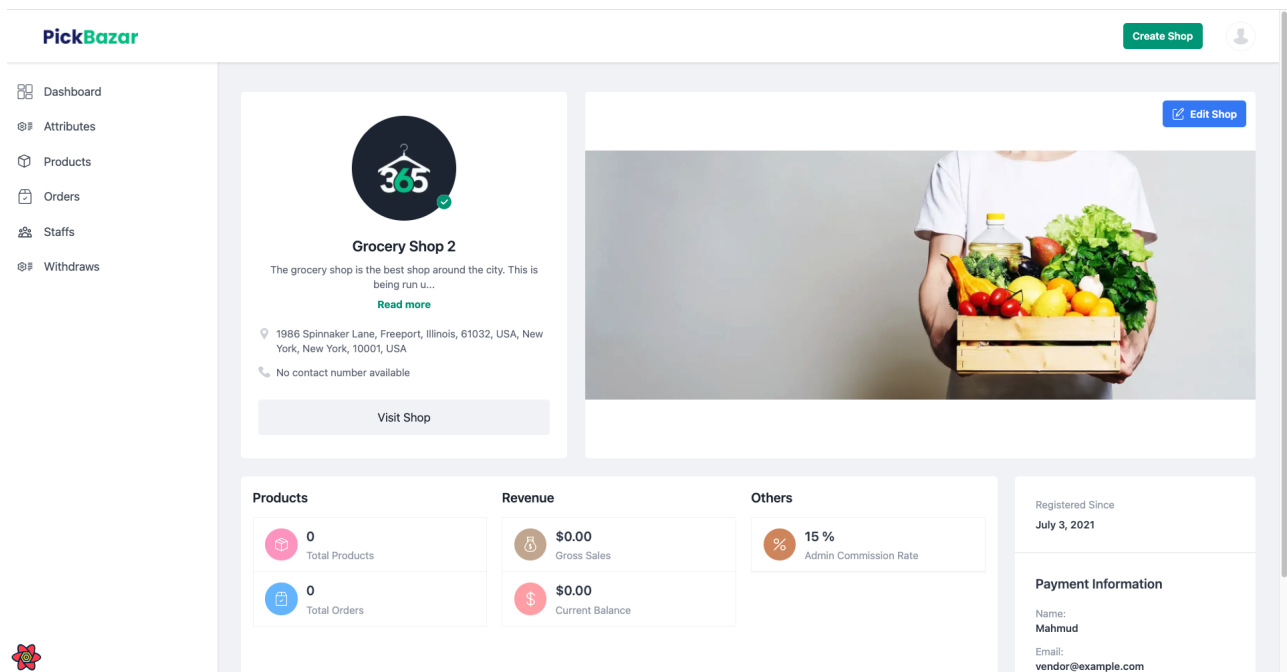 PickBazar
Create Shop
Dashboard
Attributes
Products
Orders
Staffs
Withdraws
365
Grocery Shop 2
The grocery shop is the best shop around the city. This is
being run u...
Read more
1986 Spinnaker Lane, Freeport, Illinois, 61032, USA, New
York, New York, 10001, USA
No contact number available
Visit Shop
Edit Shop
Products
0
Total Products
0
Total Orders
Revenue
$0.00
Gross Sales
$0.00
Current Balance
Others
15 %
Admin Commission Rate
Registered Since
July 3, 2021
Payment Information
Name:
Mahmud
Email:
vendor@example.com